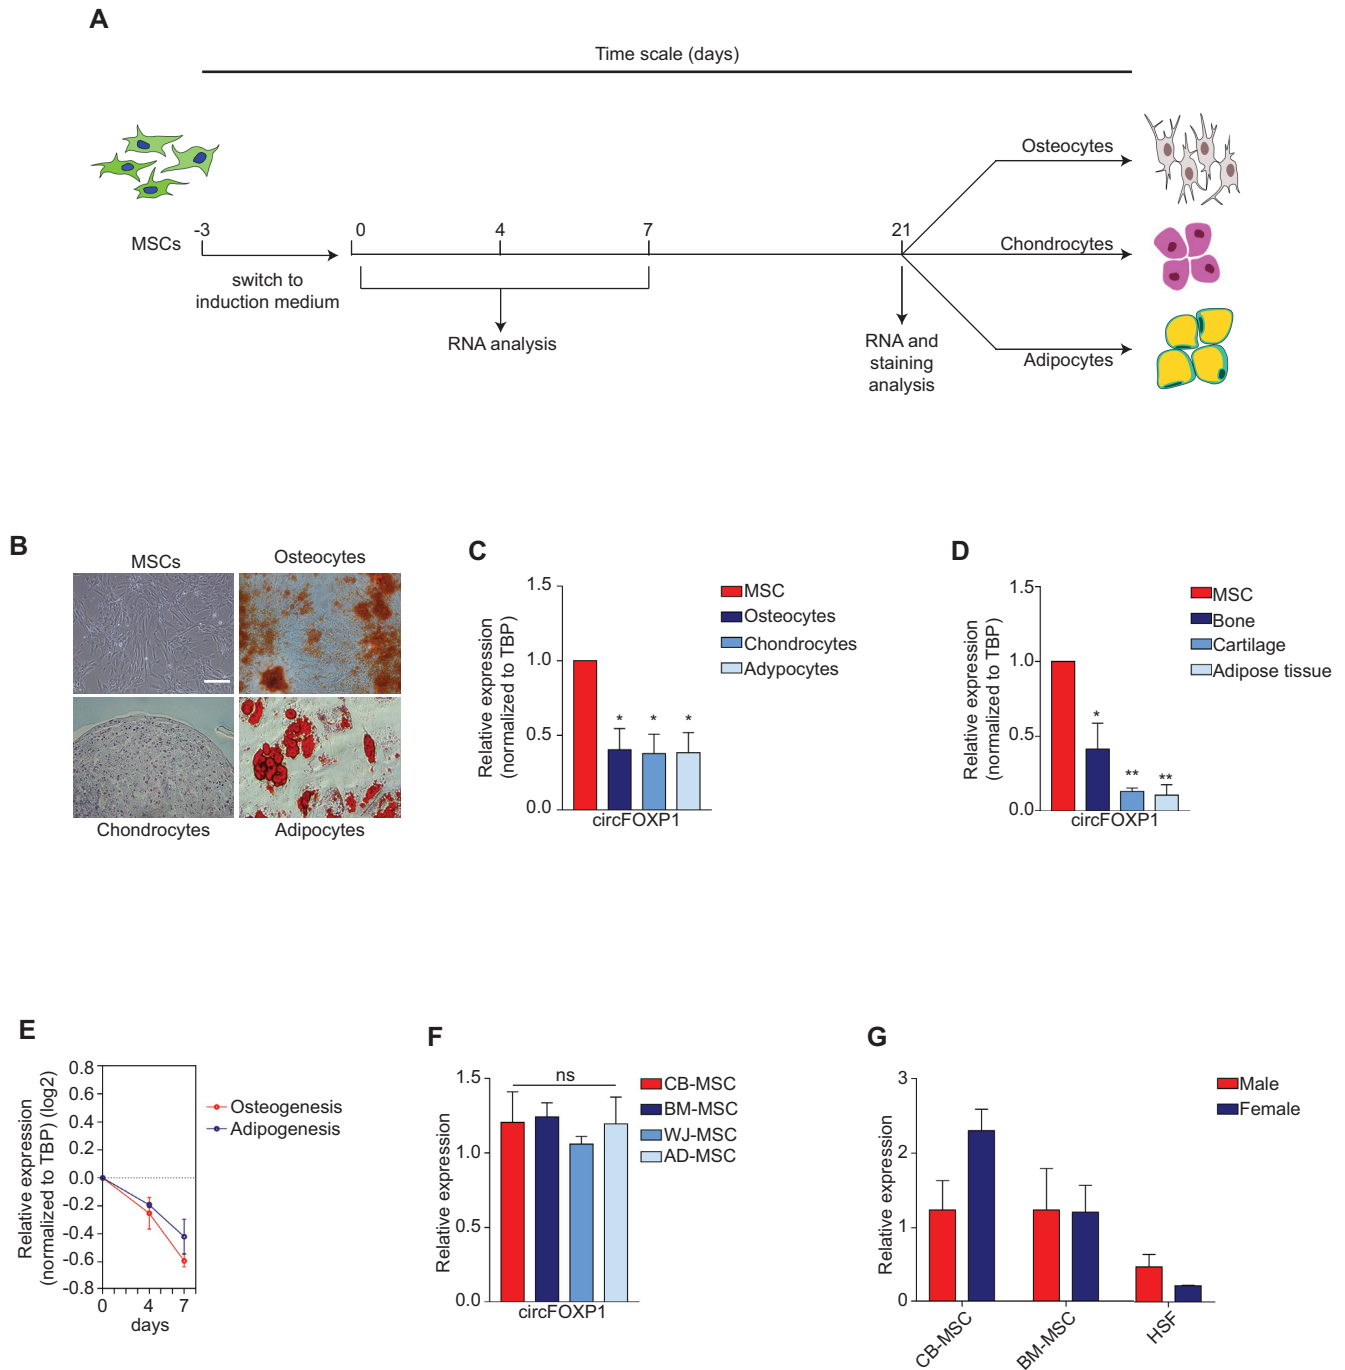 A
Time scale (days)
Osteocytes
MSCs
-3
0
4
7
21
Chondrocytes
switch to
induction medium
RNA analysis
RNA and
staining
analysis
Adipocytes
B
MSCs
Osteocytes
Chondrocytes
Adipocytes
C
Relative expression
(normalized to TBP)
1.5
1.0
0.5
0.0
*
*
*
circFOXP1
MSC
Osteocytes
Chondrocytes
Adypocytes
D
Relative expression
(normalized to TBP)
1.5
1.0
0.5
0.0
*
**
**
circFOXP1
MSC
Bone
Cartilage
Adipose tissue
E
Relative expression
(normalized to TBP) (log2)
0.8
0.6
0.4
0.2
0.0
-0.2
-0.4
-0.6
-0.8
0
4
7
days
Osteogenesis
Adipogenesis
F
Relative expression
1.5
1.0
0.5
0.0
ns
circFOXP1
CB-MSC
BM-MSC
WJ-MSC
AD-MSC
G
Relative expression
3
2
1
0
CB-MSC
BM-MSC
HSF
Male
Female